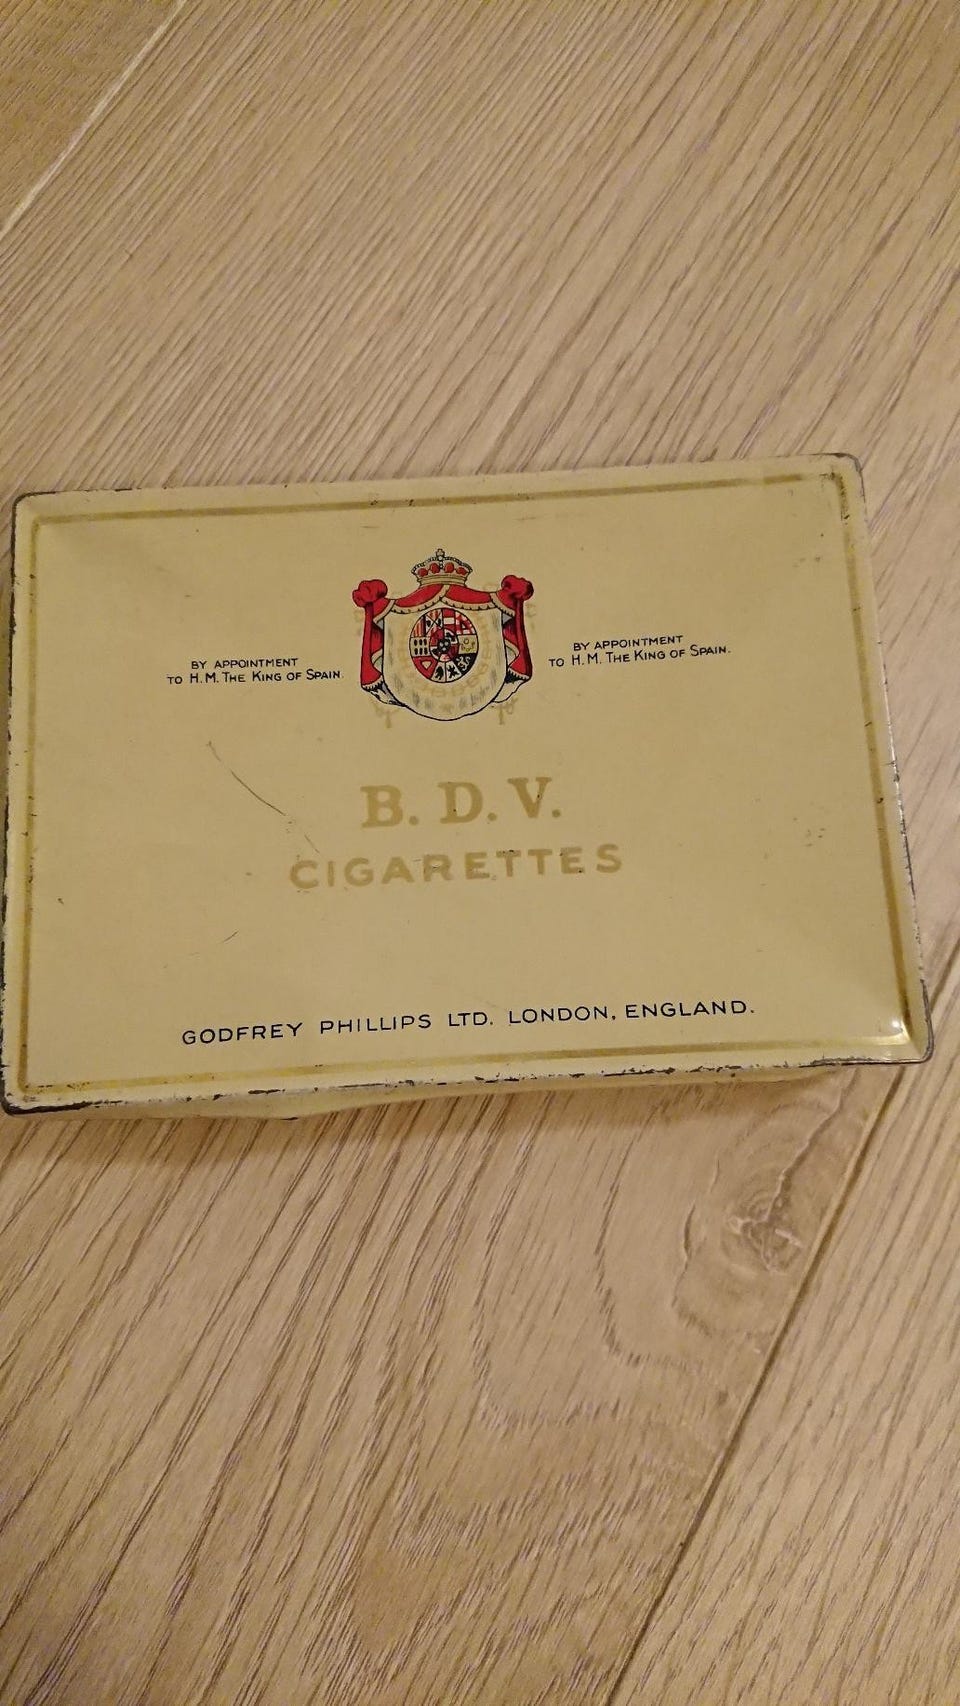 BY APPOINTMENT
TO H.M. THE KING OF SPAIN.
BY APPOINTMENT
TO H.M. THE KING OF SPAIN.
B. D. V.
CIGARETTES
GODFREY PHILLIPS LTD. LONDON, ENGLAND.